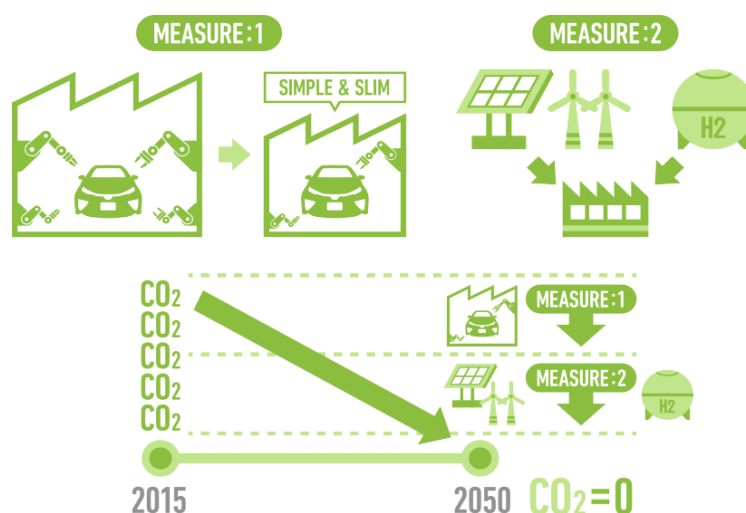 MEASURE:1
MEASURE:2
SIMPLE & SLIM
H2
CO2
CO2
CO2
CO2
CO2
MEASURE:1
MEASURE:2
H2
2015
2050
CO2=0